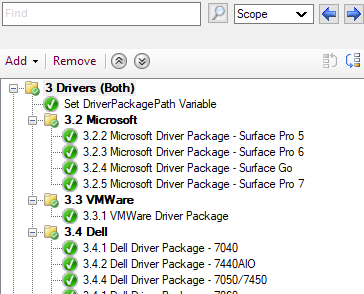 Find
Scope
Add Remove
3 Drivers (Both)
Set DriverPackagePath Variable
3.2 Microsoft
3.2.2 Microsoft Driver Package - Surface Pro 5
3.2.3 Microsoft Driver Package - Surface Pro 6
3.2.4 Microsoft Driver Package - Surface Go
3.2.5 Microsoft Driver Package - Surface Pro 7
3.3 VMWare
3.3.1 VMWare Driver Package
3.4 Dell
3.4.1 Dell Driver Package - 7040
3.4.2 Dell Driver Package - 7440AIO
3.4.4 Dell Driver Package - 7050/7450